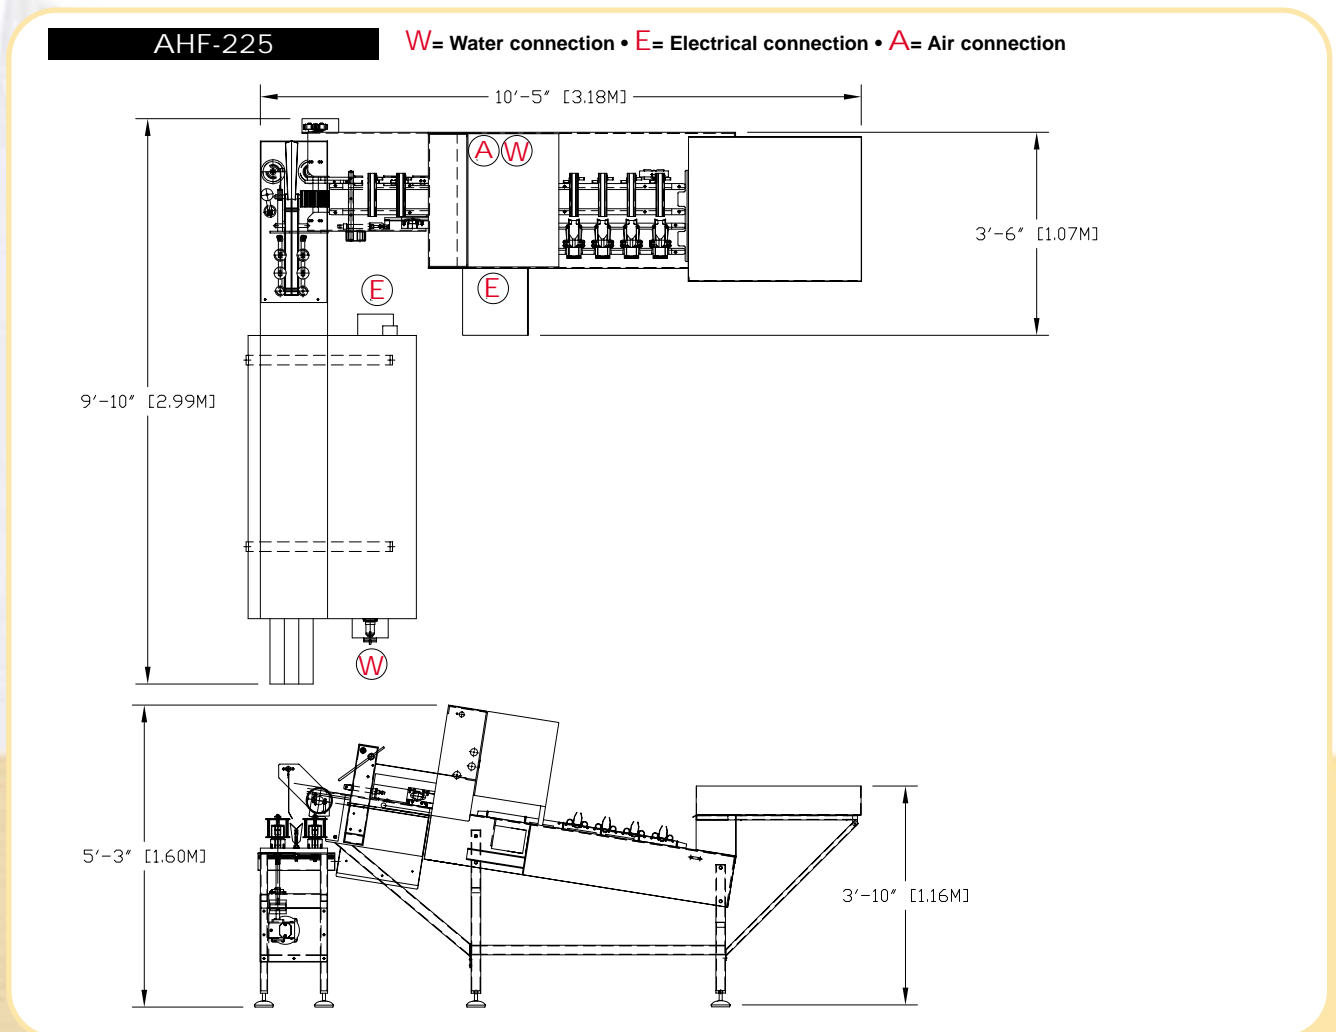 AHF-225
W= Water connection • E= Electrical connection • A= Air connection
10'-5" [3.18M]
A W
3'-6" [1.07M]
E
E
9'-10" [2.99M]
W
5'-3" [1.60M]
3'-10" [1.16M]